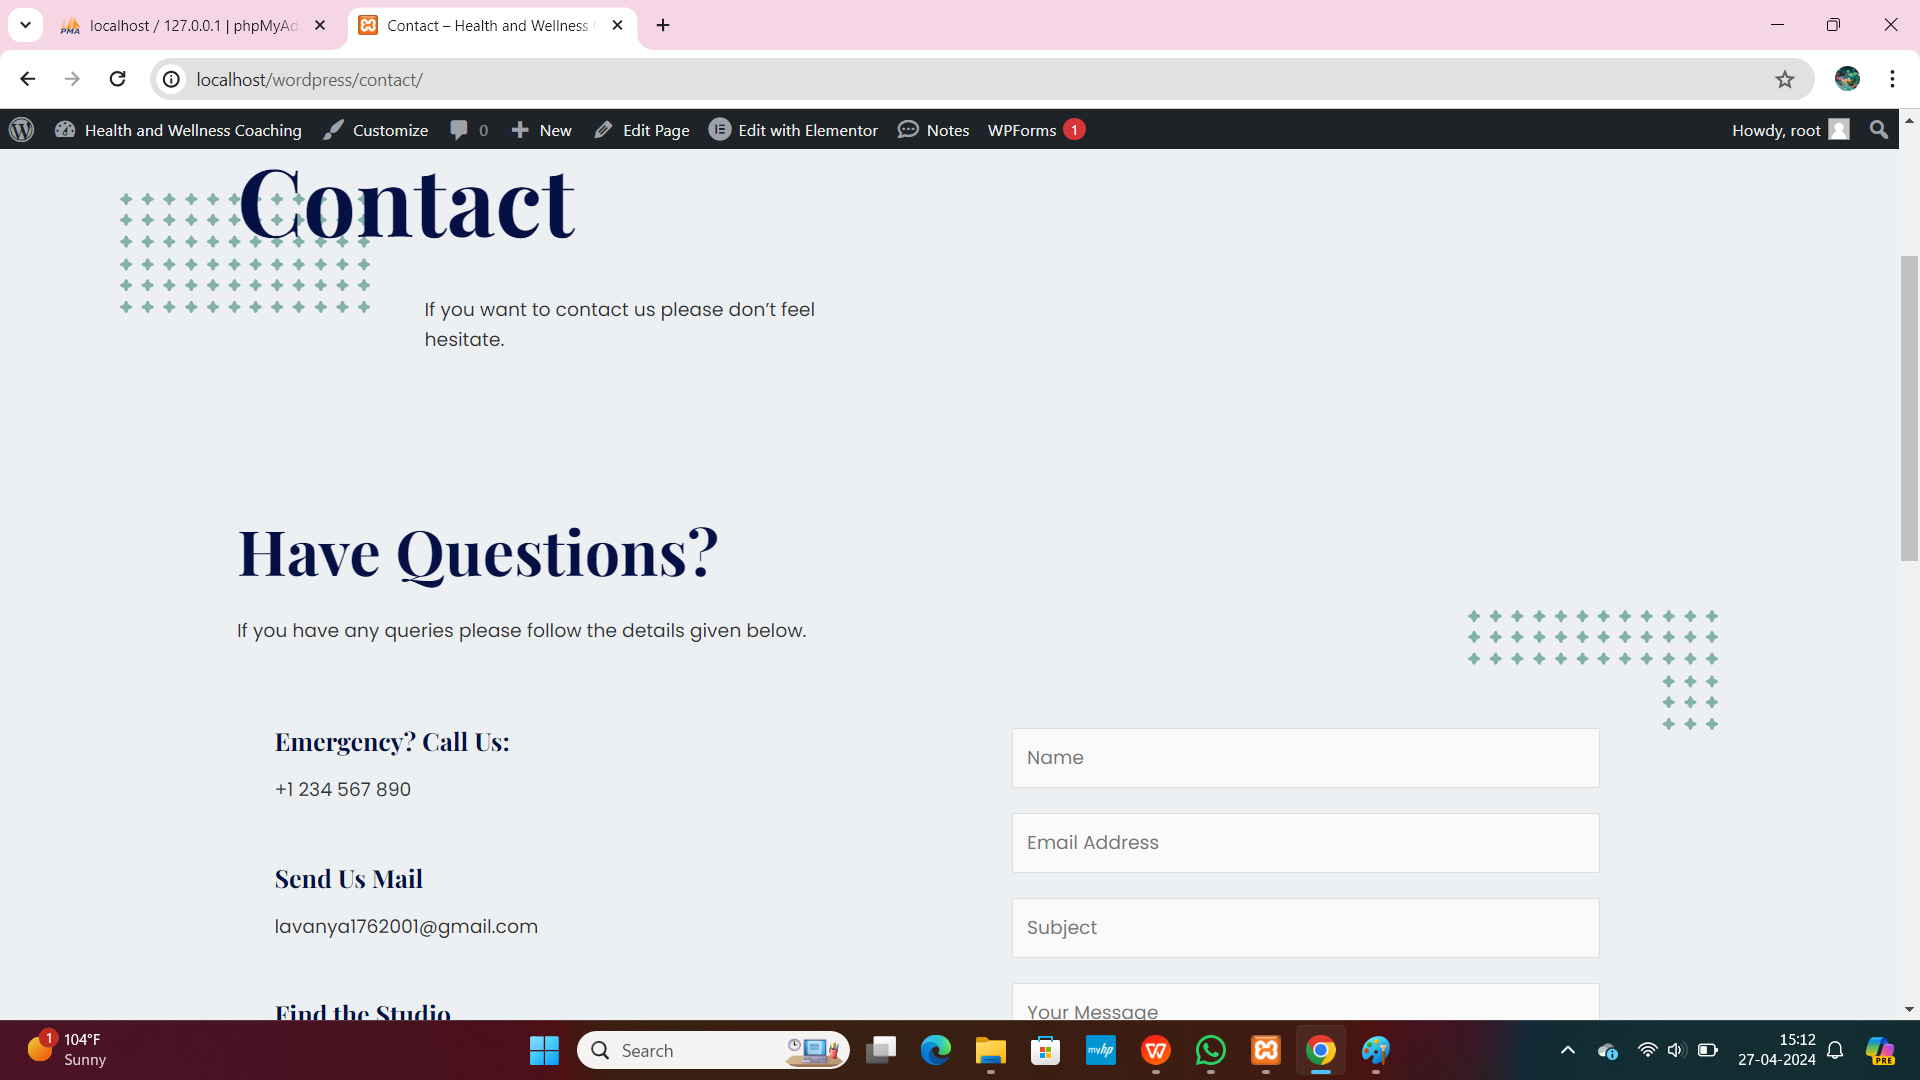 localhost / 127.0.0.1 | phpMyAd
Contact – Health and Wellness
localhost/wordpress/contact/
Health and Wellness Coaching Customize 0 New Edit Page Edit with Elementor Notes WPForms 1 Howdy, root
Contact
If you want to contact us please don’t feel
hesitate.
Have Questions?
If you have any queries please follow the details given below.
Emergency? Call Us:
+1 234 567 890
Send Us Mail
lavanya1762001@gmail.com
Find the Studio
Name
Email Address
Subject
Your Message
1
104°F
Sunny
Search
myhp
15:12
27-04-2024
PRE